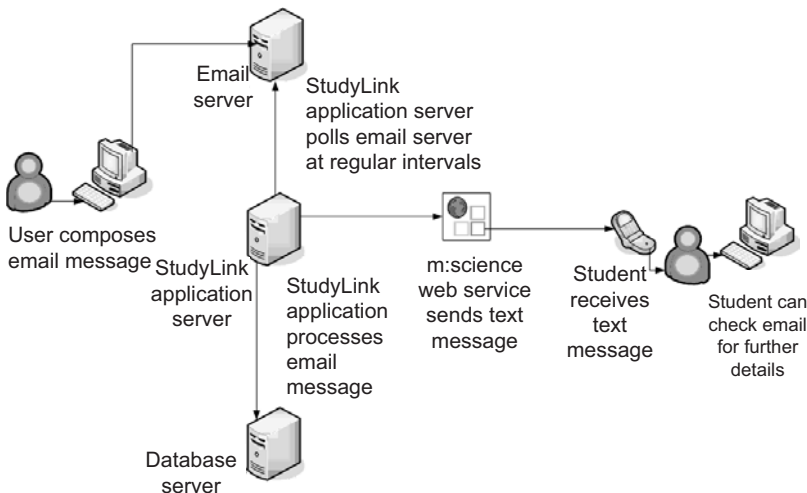 Email
server
StudyLink
application server
polls email server
at regular intervals
User composes
email message
StudyLink
application
server
StudyLink
application
processes
email
message
m:science
web service
sends text
message
Student
receives
text
message
Student can
check email
for further
details
Database
server